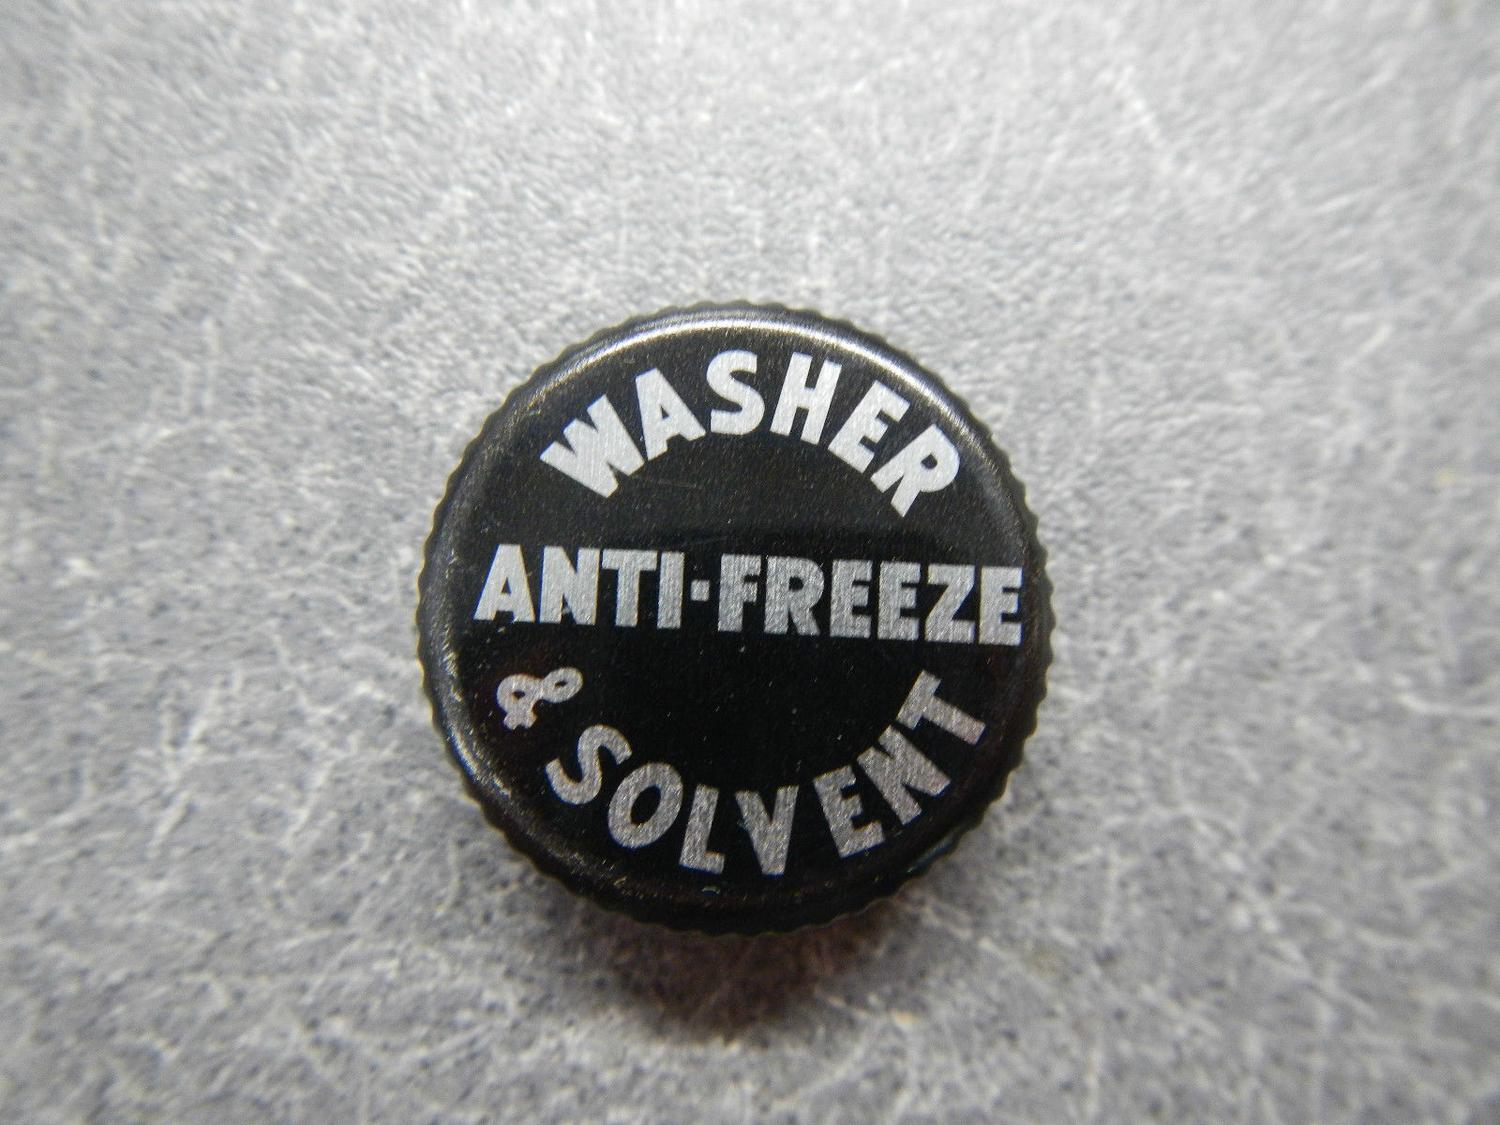 WASHER
ANTI-FREEZE
& SOLVENT